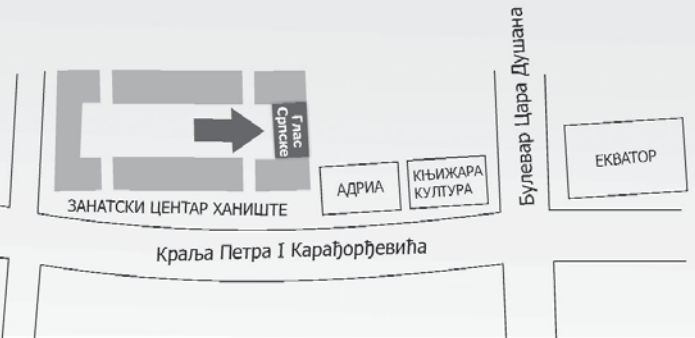 Глас
Српске
ЗАНАТСКИ ЦЕНТАР ХАНИШТЕ
АДРИА
КЊИЖАРА
КУЛТУРА
Булевар Цара Душана
ЕКВАТОР
Краља Петра I Карађорђевића